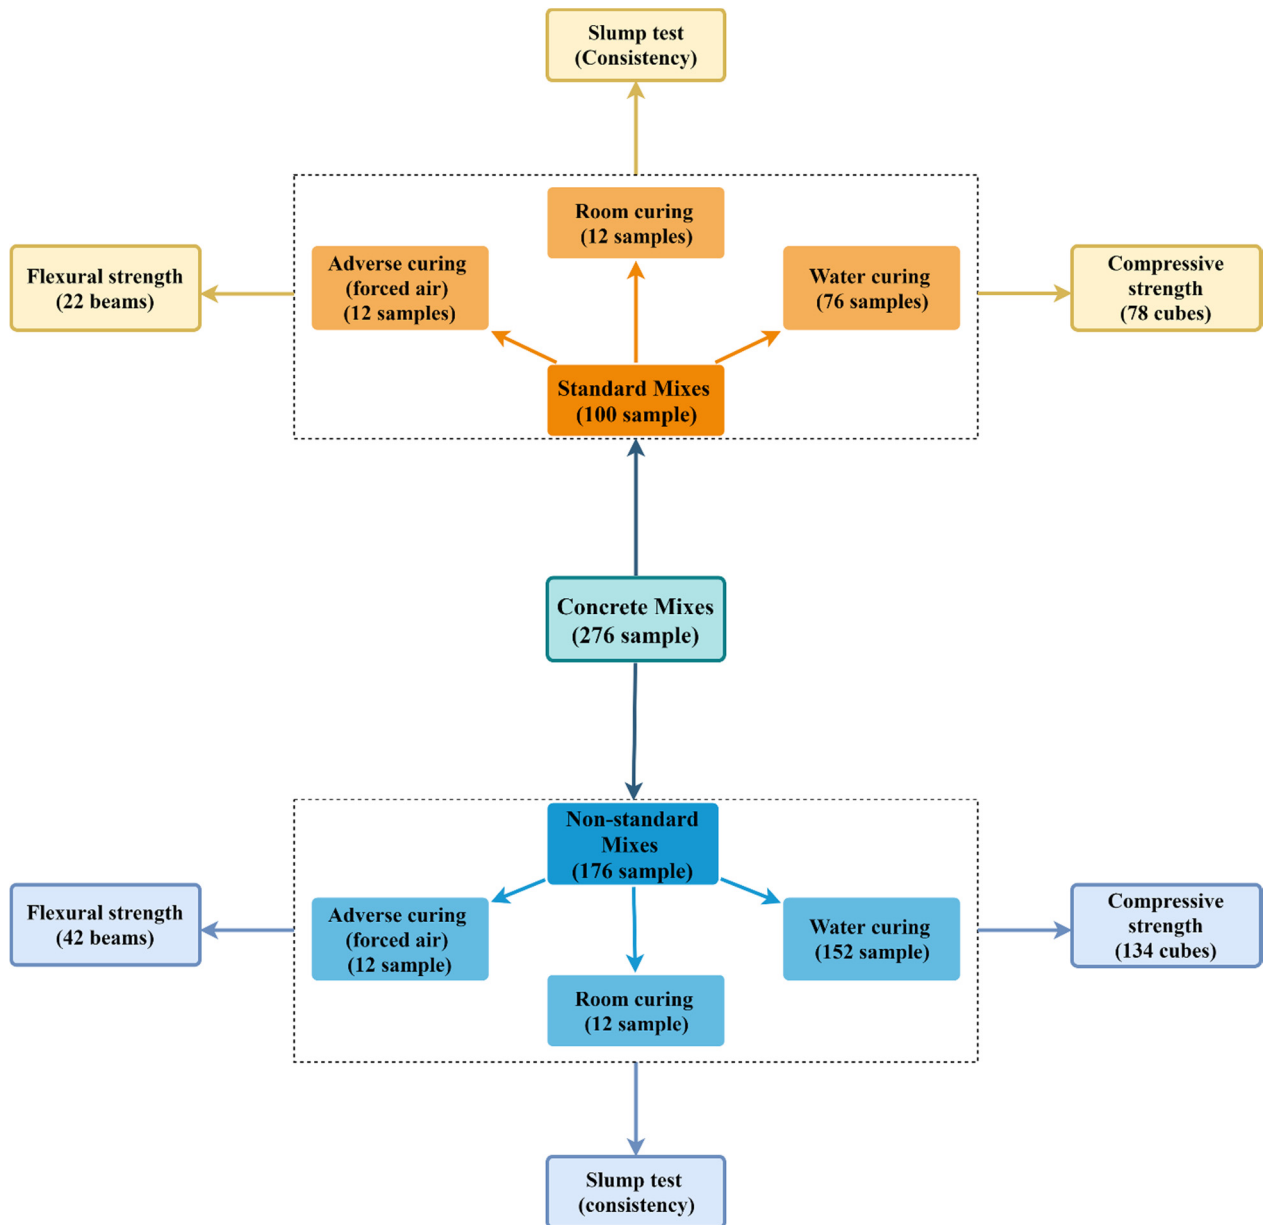 Slump test
(Consistency)
Room curing
(12 samples)
Flexural strength
(22 beams)
Adverse curing
(forced air)
(12 samples)
Water curing
(76 samples)
Compressive
strength
(78 cubes)
Standard Mixes
(100 sample)
Concrete Mixes
(276 sample)
Non-standard
Mixes
(176 sample)
Flexural strength
(42 beams)
Adverse curing
(forced air)
(12 sample)
Water curing
(152 sample)
Compressive
strength
(134 cubes)
Room curing
(12 sample)
Slump test
(consistency)